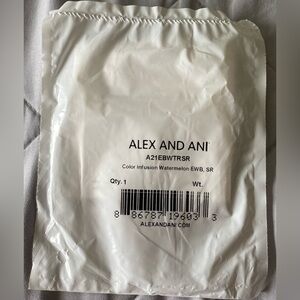 ALEX AND ANI
A21EBWTRSR
Color Infusion Watermelon EWB, SR
Qty. 1 Wt.
8 86787 19603 3
ALEXANDANI.COM